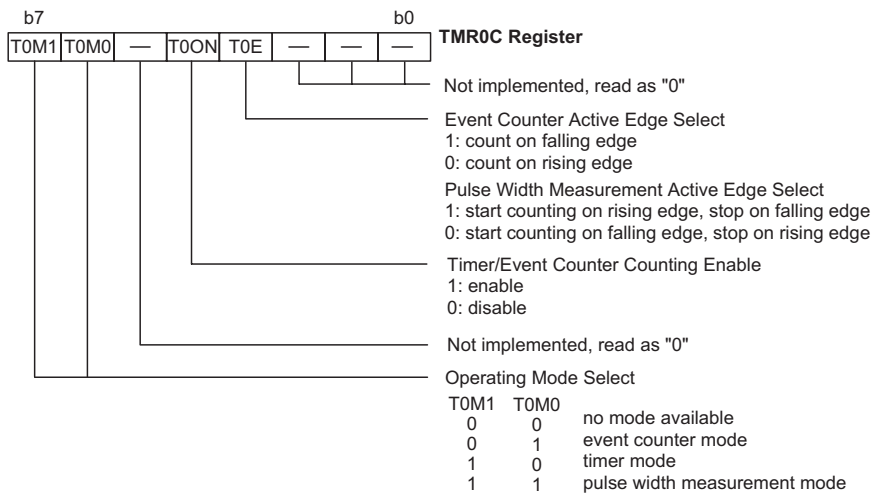 b7 b0
T0M1 T0M0 — T0ON T0E — — —
TMR0C Register
Not implemented, read as "0"
Event Counter Active Edge Select
1: count on falling edge
0: count on rising edge
Pulse Width Measurement Active Edge Select
1: start counting on rising edge, stop on falling edge
0: start counting on falling edge, stop on rising edge
Timer/Event Counter Counting Enable
1: enable
0: disable
Not implemented, read as "0"
Operating Mode Select
T0M1 T0M0
0 0 no mode available
0 1 event counter mode
1 0 timer mode
1 1 pulse width measurement mode